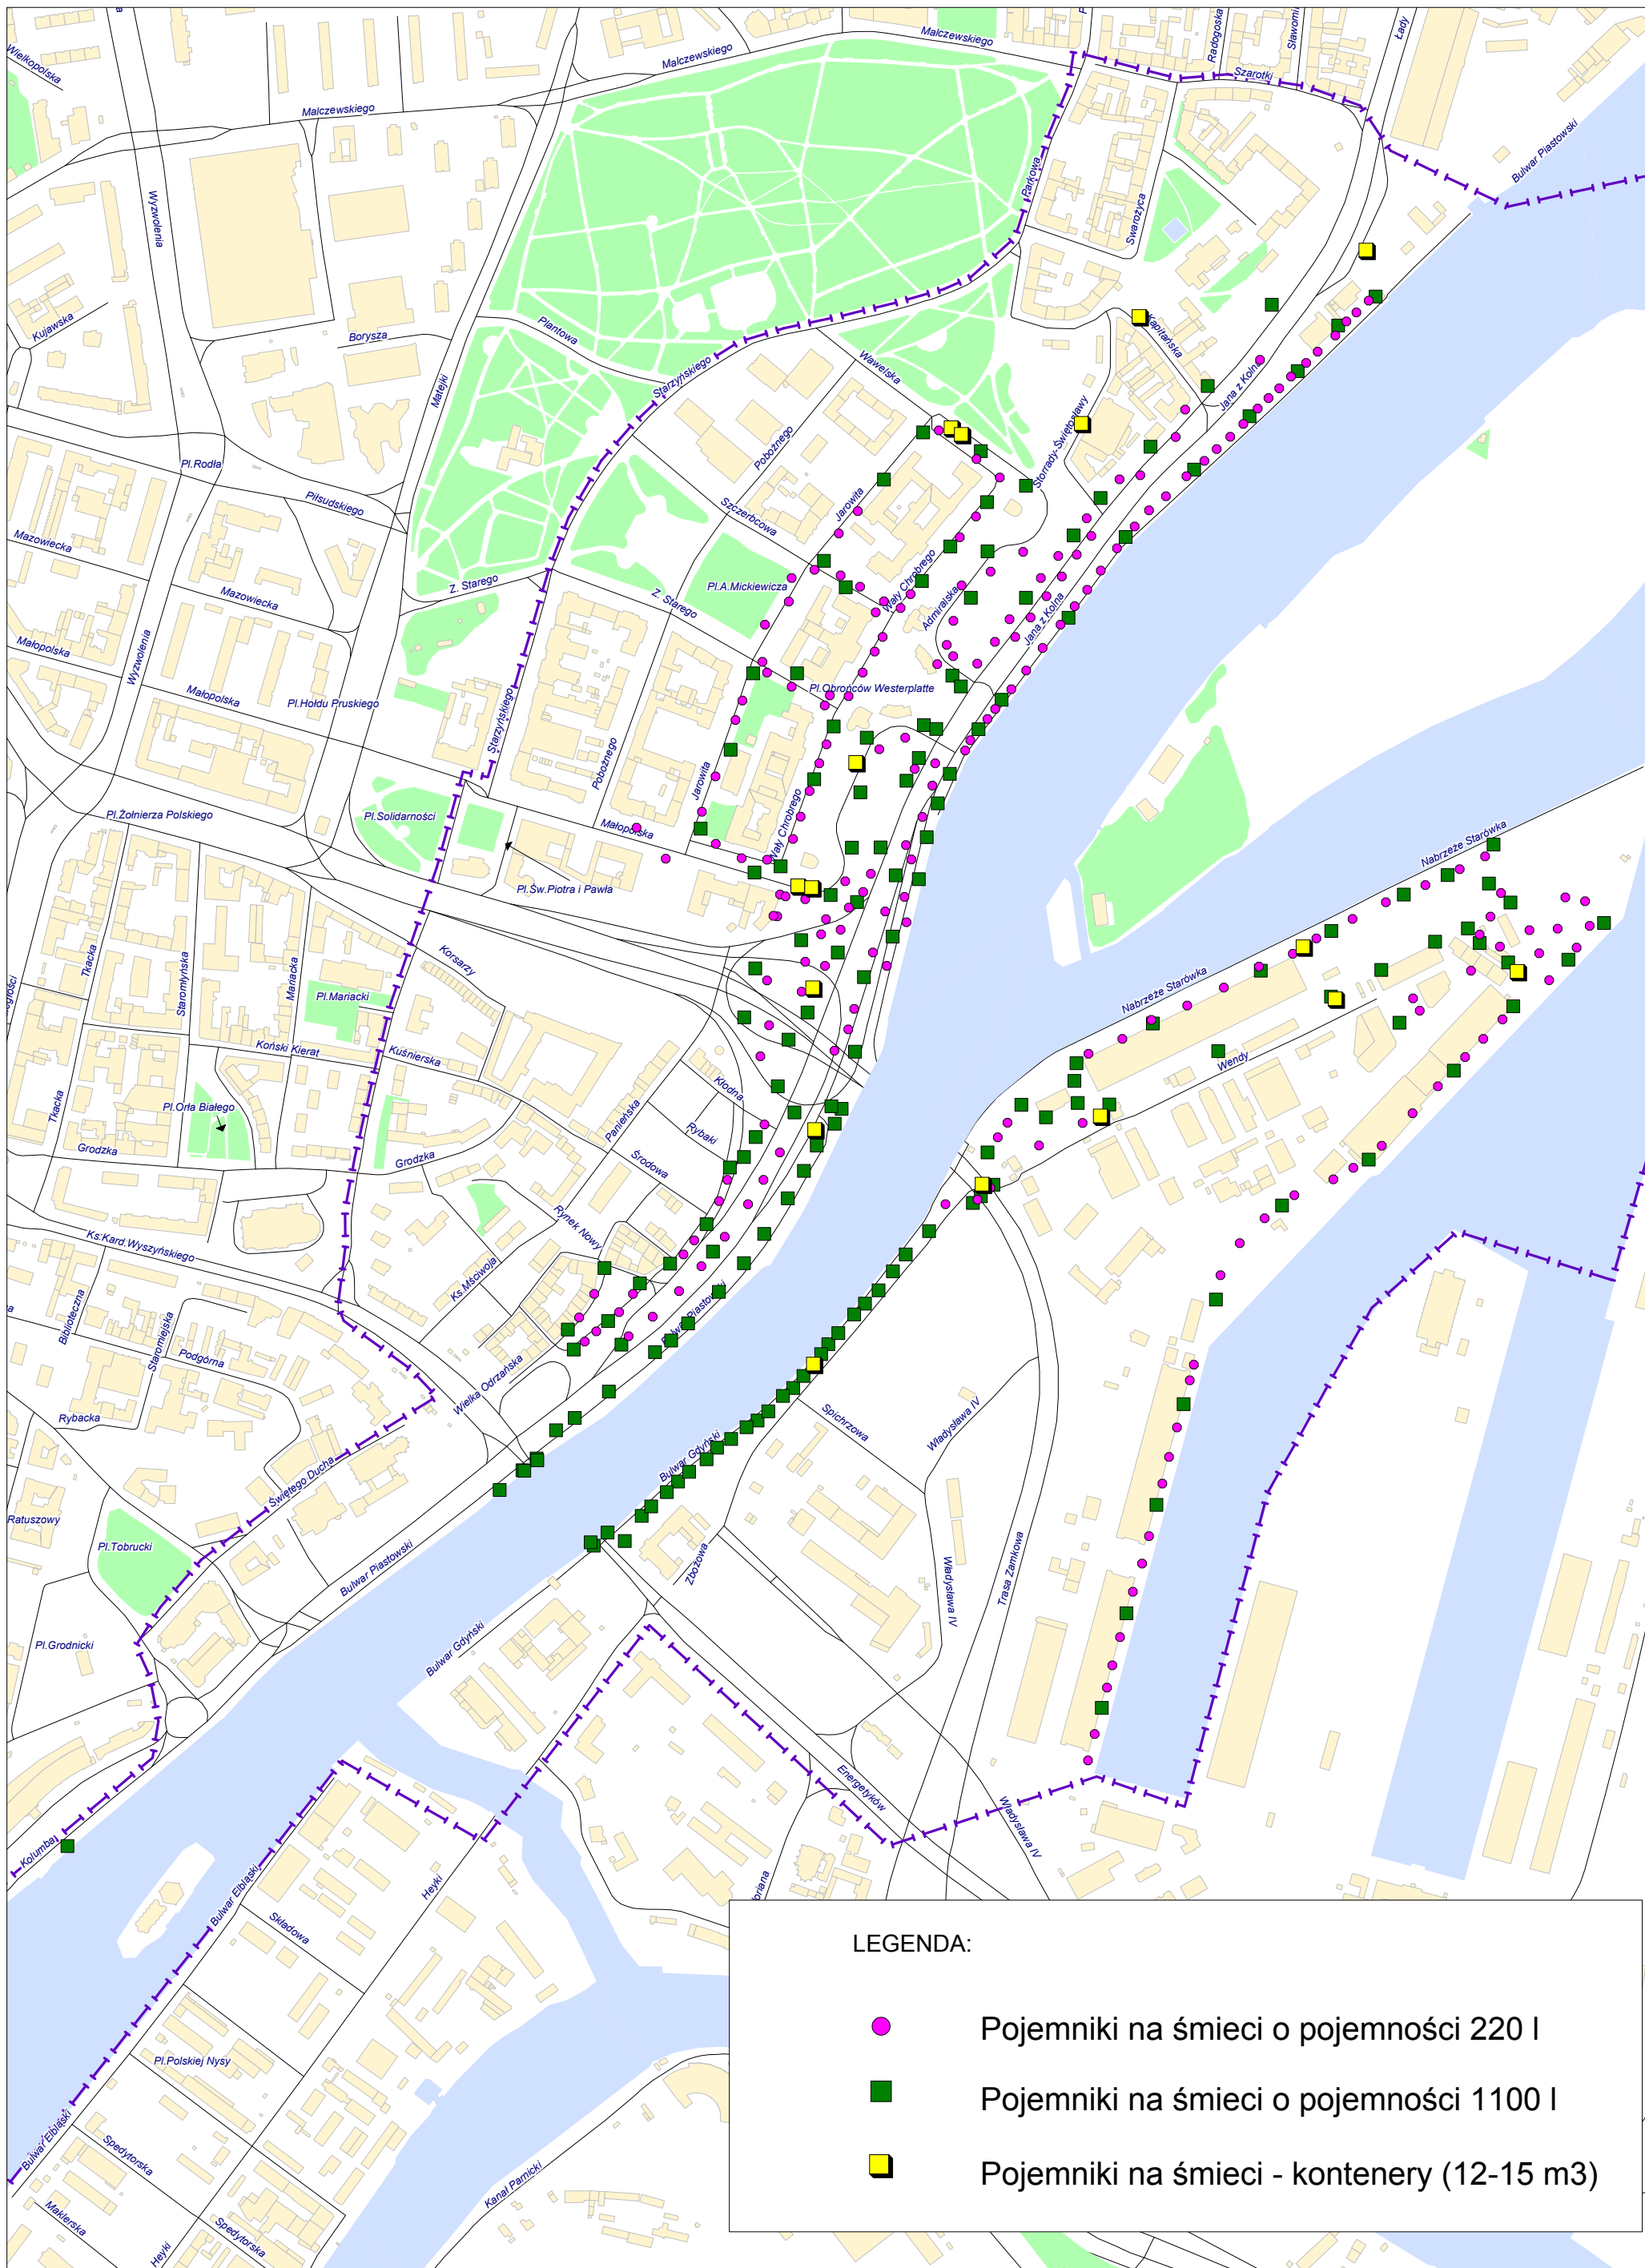 Malczewskiego
Malczewskiego
Malczewskiego
Wielkopolska
Radogoska
Sławomi
Łady
Szarotki
Bulwar Piastowski
Parkowa
Swarożyca
Wyzwolenia
Kujawska
Borysza
Plantowa
Matejki
Starzyńskiego
Wawelska
Kapitańska
Jana z Kolna
Storrady-Świętosławy
Pobożnego
Pl.Rodła
Piłsudskiego
Szczerbcowa
Jarowita
Mazowiecka
Mazowiecka
Z. Starego
Z. Starego
Pl.A.Mickiewicza
Wały Chrobrego
Admiralska
Jana z Kolna
Małopolska
Wyzwolenia
Małopolska
Pl.Hołdu Pruskiego
Starzyńskiego
Pl.Obrońców Westerplatte
Pobożnego
Jarowita
Pl.Żołnierza Polskiego
Pl.Solidarności
Małopolska
Wały Chrobrego
Pl.Św.Piotra i Pawła
Nabrzeże Starówka
Tkacka
Staromłyńska
Mariacka
Korsarzy
Pl.Mariacki
Nabrzeże Starówka
Koński Kierat
Kuśnierska
Wendy
Kłodna
Panieńska
Rybaki
Tkacka
Pl.Orła Białego
Grodzka
Grodzka
Środowa
Rynek Nowy
Ks.Kard.Wyszyńskiego
Ks.Mściwoja
Biblioteczna
Staromiejska
Podgórna
Wielka Odrzańska
Rybacka
Spichrzowa
Władysława IV
Bulwar Gdyński
Świętego Ducha
Ratuszowy
Pl.Tobrucki
Bulwar Piastowski
Zbożowa
Władysława IV
Trasa Zamkowa
Pl.Grodnicki
Bulwar Gdyński
Energetyków
Władysława IV
Kolumba
Bulwar Elbląski
Heyki
Składowa
Pl.Polskiej Nysy
Bulwar Elbląski
Spedytorska
Maklerska
Spedytorska
Heyki
Kanał Parnicki
LEGENDA:
Pojemniki na śmieci o pojemności 220 l
Pojemniki na śmieci o pojemności 1100 l
Pojemniki na śmieci - kontenery (12-15 m3)